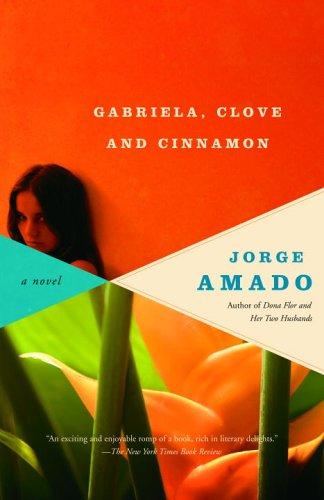 GABRIELA, CLOVE
AND CINNAMON
JORGE
AMADO
a novel
Author of Dona Flor and
Her Two Husbands
"An exciting and enjoyable romp of a book, rich in literary delights."
—The New York Times Book Review